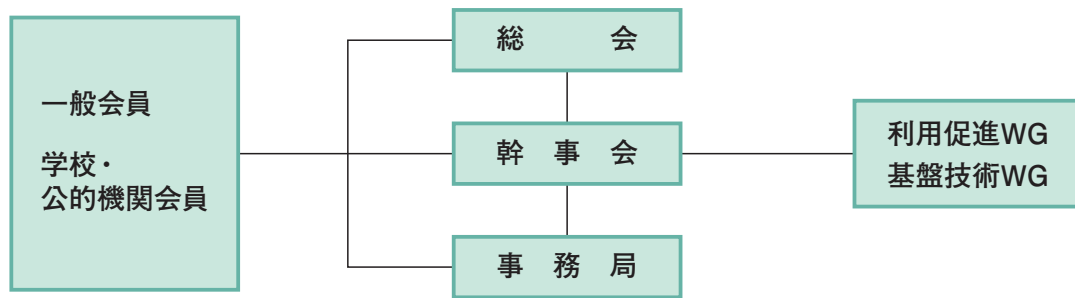 一般会員
学校・
公的機関会員
総会
幹事会
事務局
利用促進WG
基盤技術WG